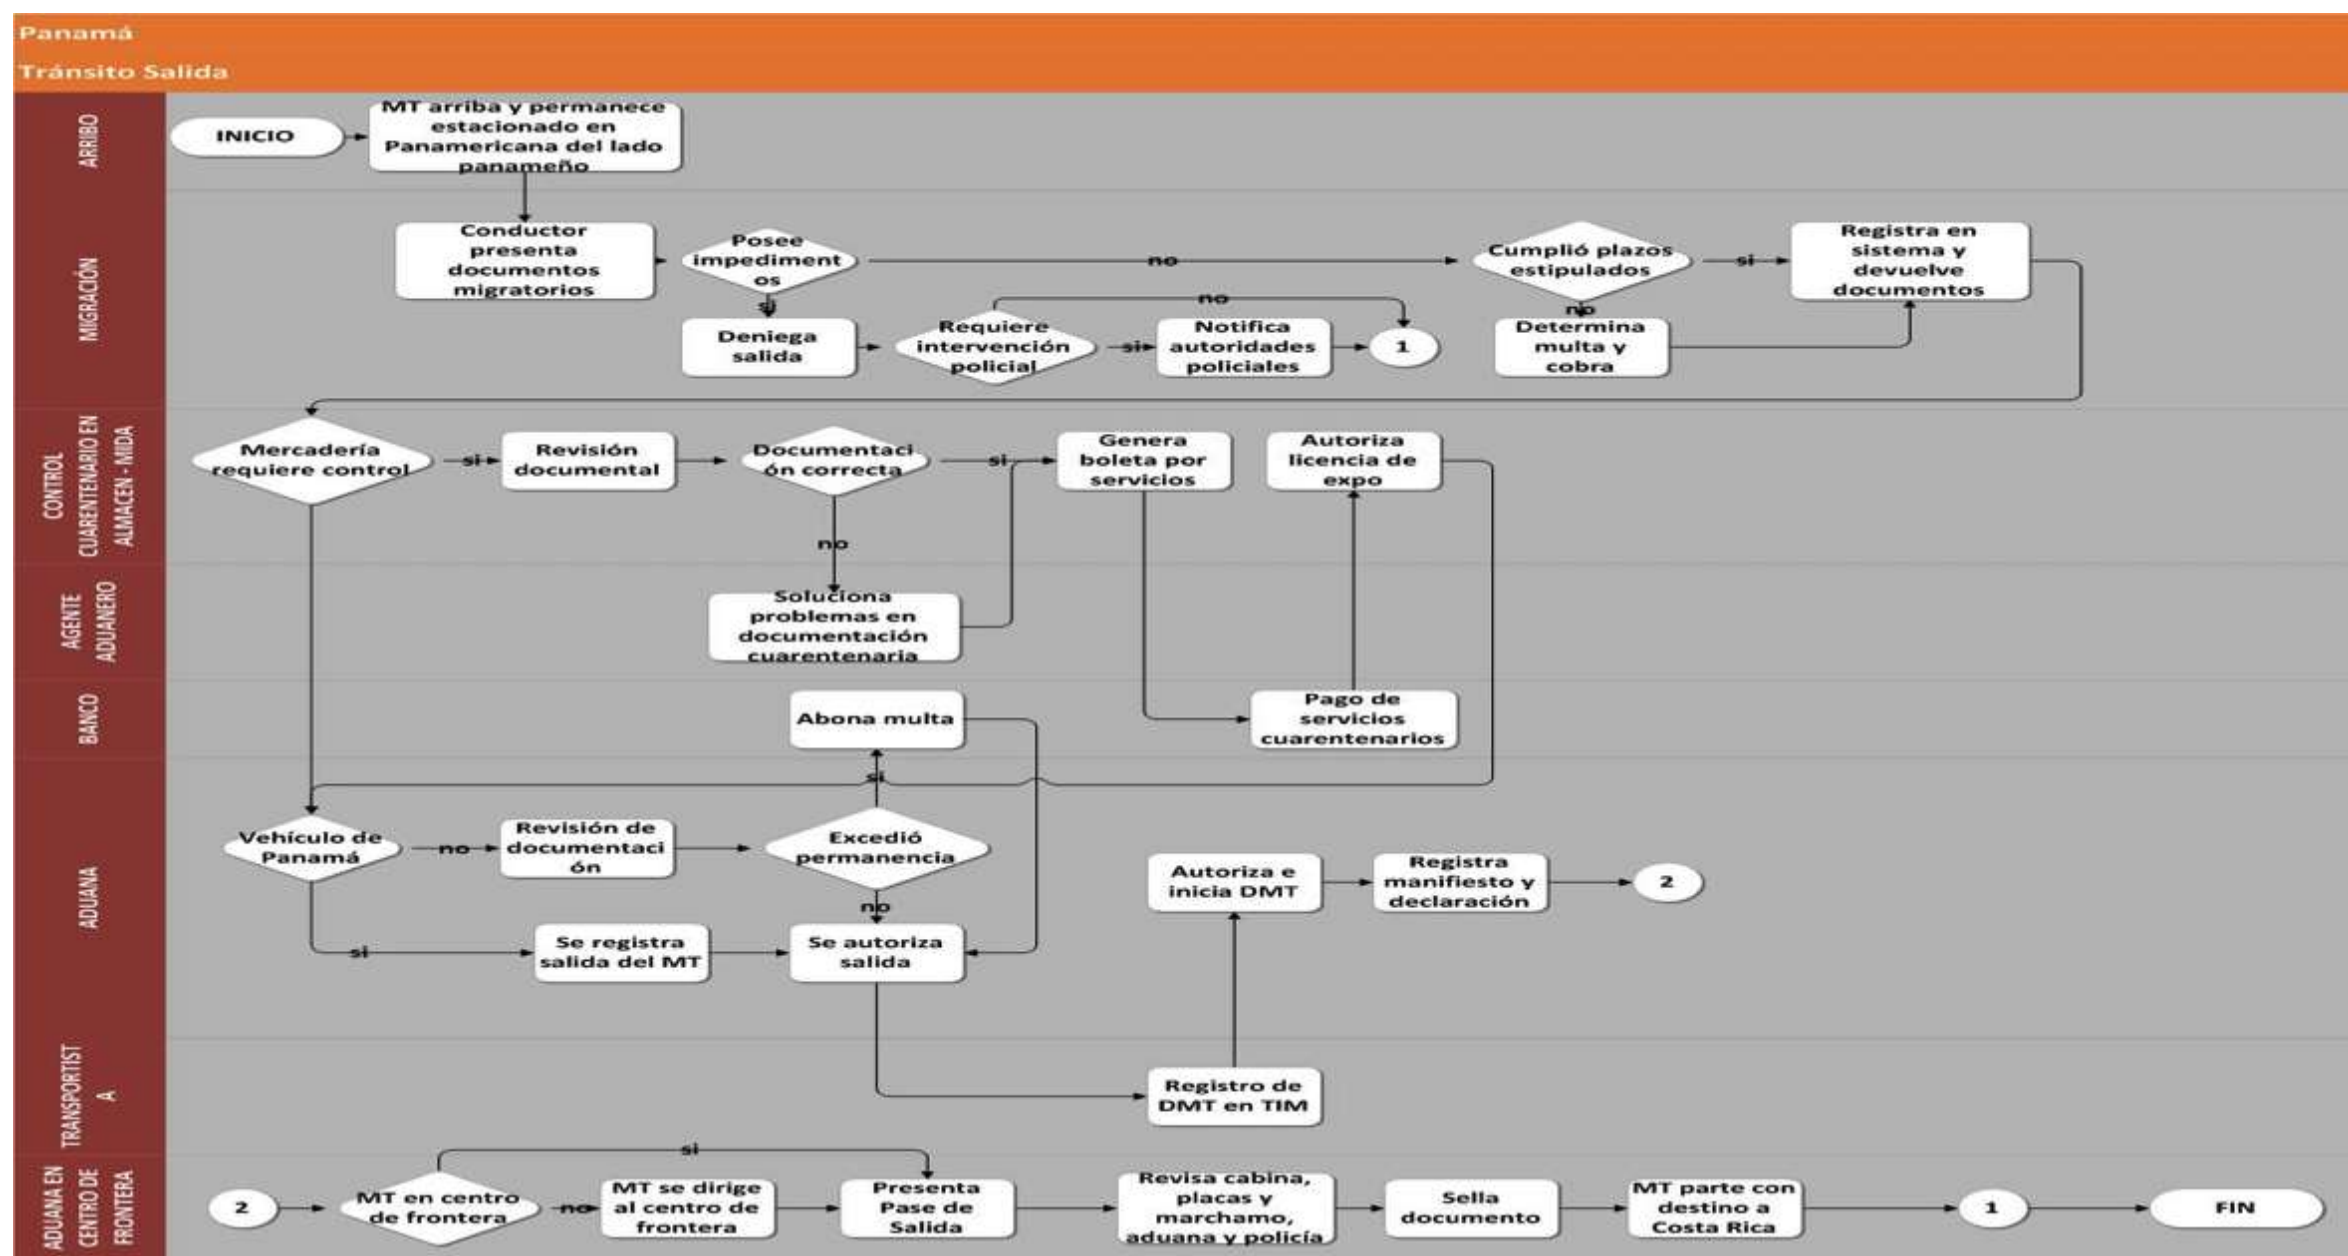 Panamá
Tránsito Salida
ARRIBO
INICIO
MT arriba y permanece
estacionado en
Panamericana del lado
panameño
MIGRACIÓN
Conductor
presenta
documentos
migratorios
Posee
impediment
os
no
Cumplió plazos
estipulados
si
Registra en
sistema y
devuelve
documentos
si
Deniega
salida
Requiere
intervención
policial
no
si
Notifica
autoridades
policiales
1
no
Determina
multa y
cobra
CONTROL
CUARENTENARIO EN
ALMACEN - MIDA
Mercadería
requiere control
si
Revisión
documental
Documentaci
ón correcta
si
Genera
boleta por
servicios
Autoriza
licencia de
expo
no
AGENTE
ADUANERO
Soluciona
problemas en
documentación
cuarentenaria
BANCO
Abona multa
Pago de
servicios
cuarentenarios
si
ADUANA
Vehículo de
Panamá
no
Revisión de
documentaci
ón
Excedió
permanencia
Autoriza e
inicia DMT
Registra
manifiesto y
declaración
2
no
si
Se registra
salida del MT
Se autoriza
salida
TRANSPORTIST
A
Registro de
DMT en TIM
ADUANA EN
CENTRO DE
FRONTERA
2
MT en centro
de frontera
si
no
MT se dirige
al centro de
frontera
Presenta
Pase de
Salida
Revisa cabina,
placas y
marchamo,
aduana y policía
Sella
documento
MT parte con
destino a
Costa Rica
1
FIN